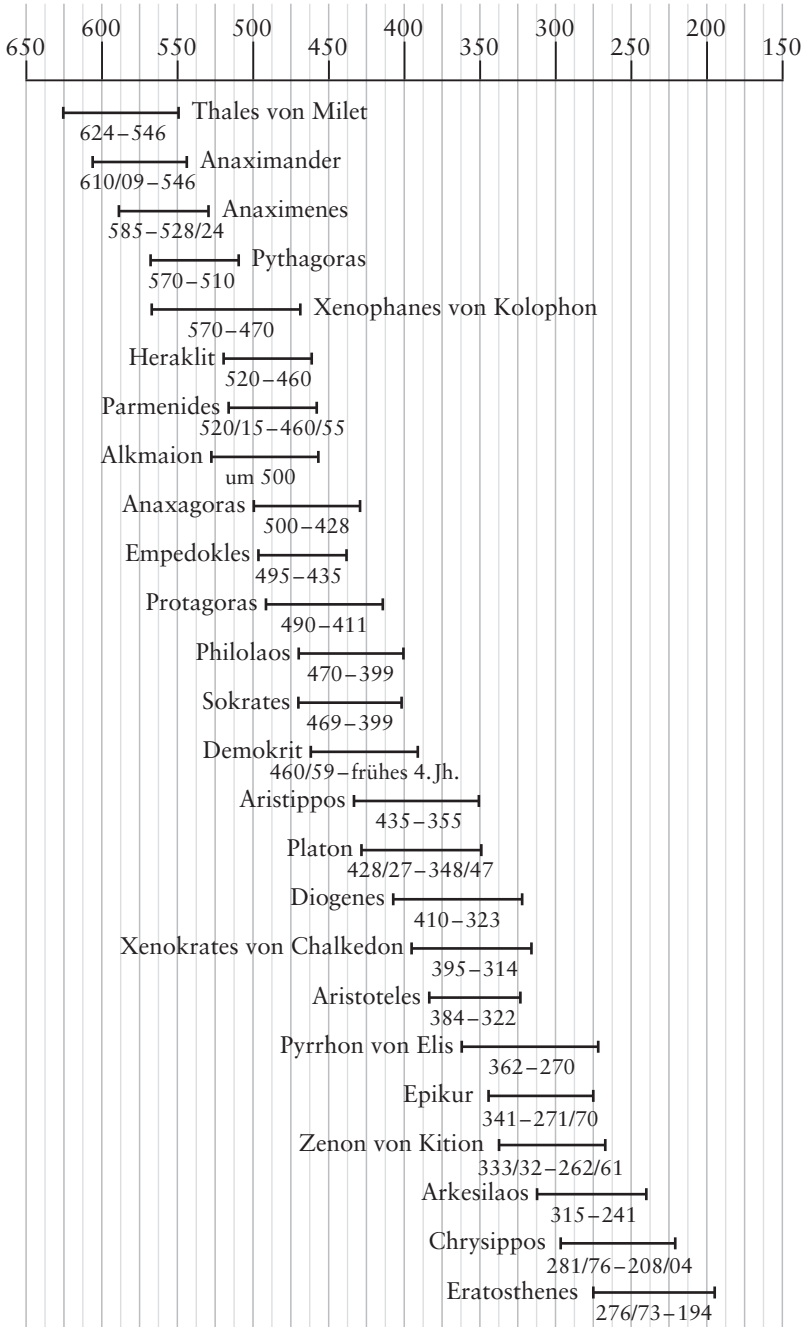 600 500 400 300 200
650 550 450 350 250 150
Thales von Milet
624–546
Anaximander
610/09–546
Anaximenes
585–528/24
Pythagoras
570–510
Xenophanes von Kolophon
570–470
Heraklit
520–460
Parmenides
520/15–460/55
Alkmaion
um 500
Anaxagoras
500–428
Empedokles
495–435
Protagoras
490–411
Philolaos
470–399
Sokrates
469–399
Demokrit
460/59–frühes 4. Jh.
Aristippos
435–355
Platon
428/27–348/47
Diogenes
410–323
Xenokrates von Chalkedon
395–314
Aristoteles
384–322
Pyrrhon von Elis
362–270
Epikur
341–271/70
Zenon von Kition
333/32–262/61
Arkesilaos
315–241
Chrysippos
281/76–208/04
Eratosthenes
276/73–194